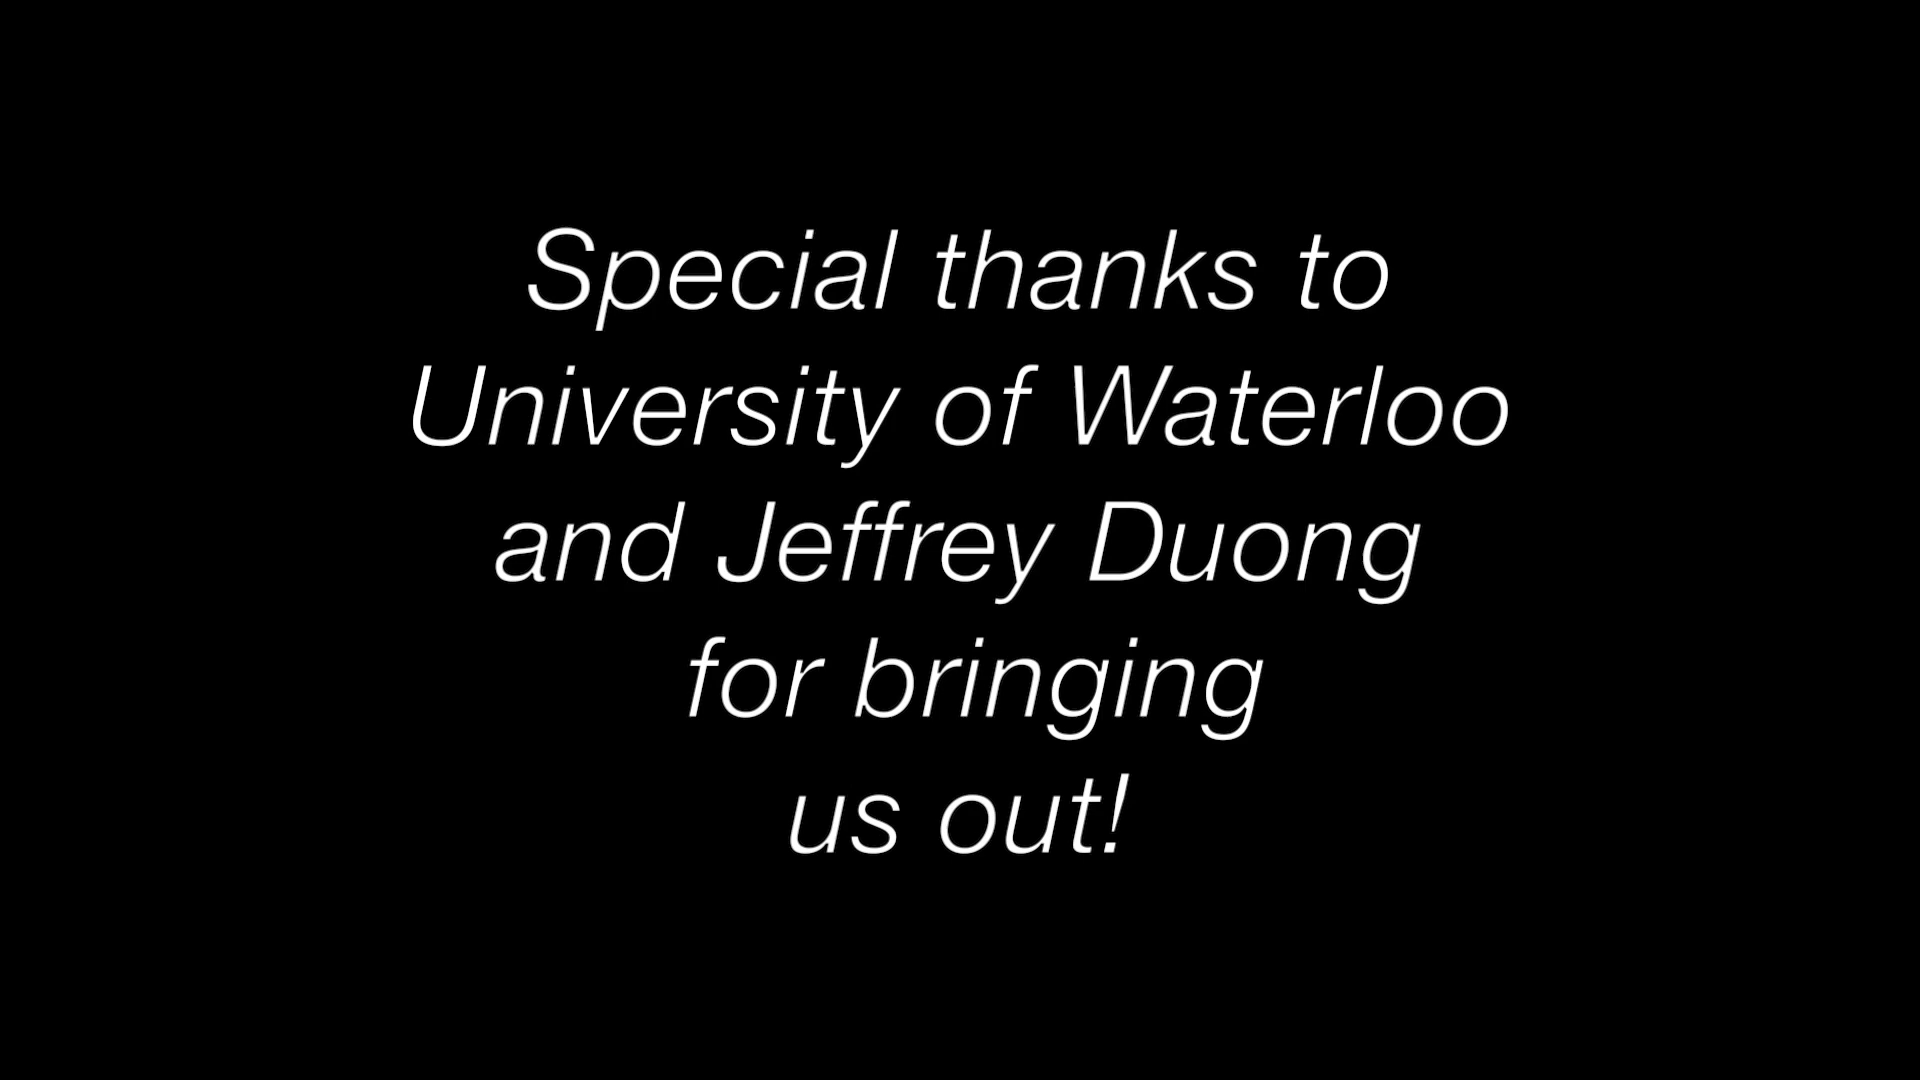 Special thanks to
University of Waterloo
and Jeffrey Duong
for bringing
us out!